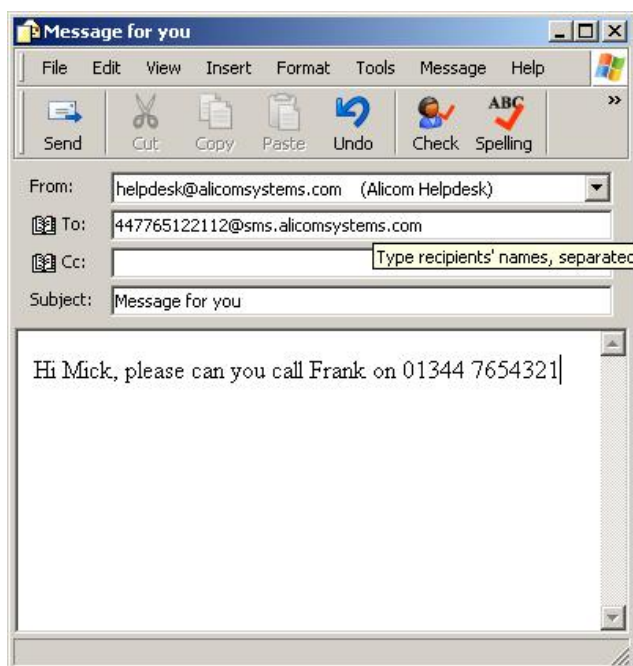 Message for you
File Edit View Insert Format Tools Message Help
ABC
Send Cut Copy Paste Undo Check Spelling
From: helpdesk@alicomsystems.com (Alicom Helpdesk)
To: 447765122112@sms.alicomsystems.com
Type recipients' names, separated
Cc:
Subject: Message for you
Hi Mick, please can you call Frank on 01344 7654321